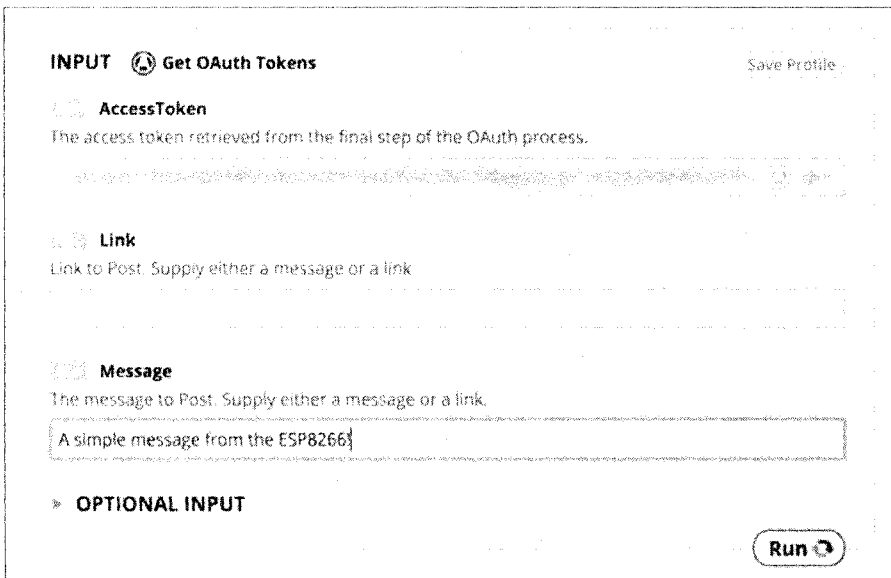 INPUT Get OAuth Tokens Save Profile
AccessToken
The access token retrieved from the final step of the OAuth process.
Link
Link to Post. Supply either a message or a link
Message
The message to Post. Supply either a message or a link.
A simple message from the ESP8266!
OPTIONAL INPUT
Run